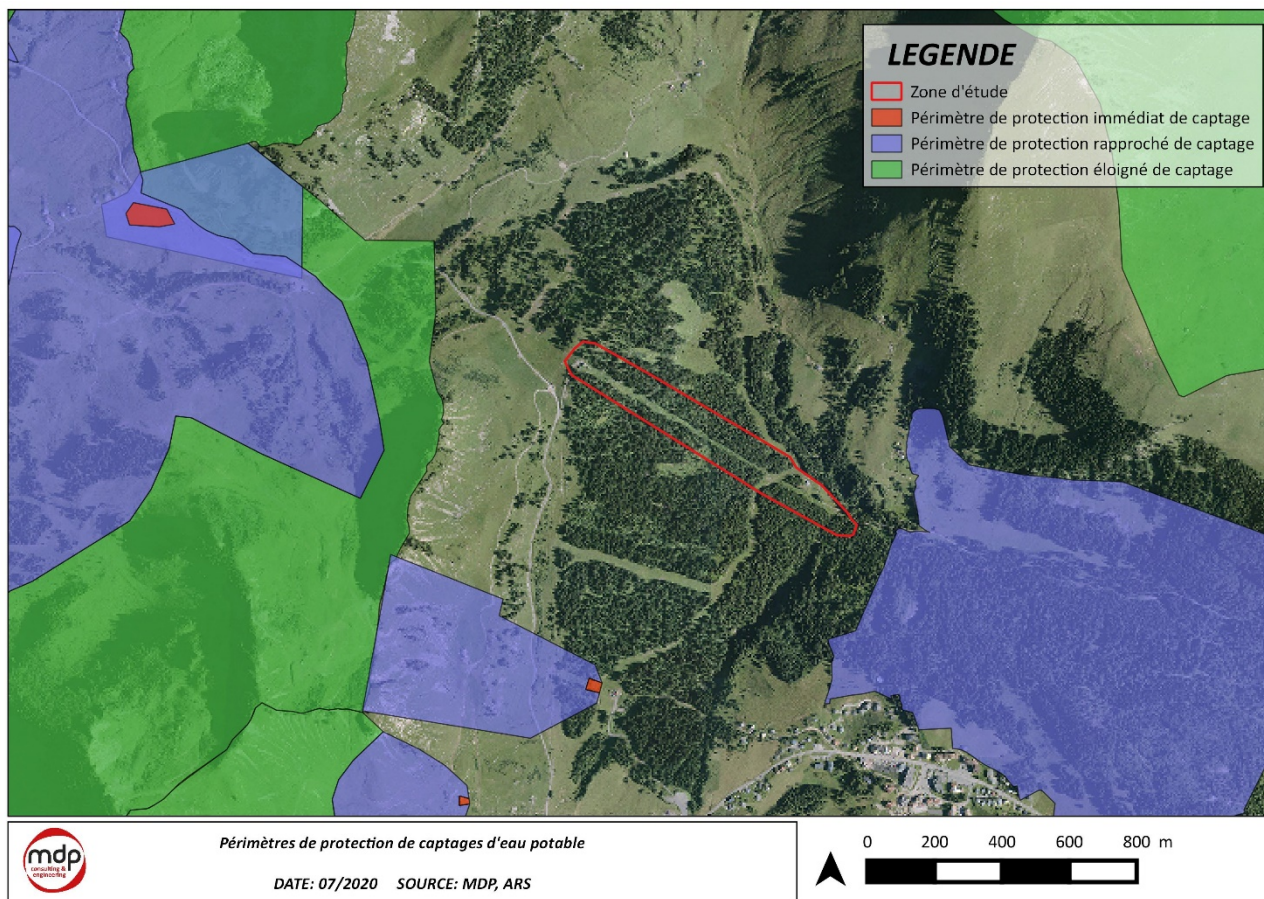 LEGENDE
Zone d'étude
Périmètre de protection immédiat de captage
Périmètre de protection rapproché de captage
Périmètre de protection éloigné de captage
mdp
consulting &
engineering
Périmètres de protection de captages d'eau potable
DATE: 07/2020 SOURCE: MDP, ARS
0 200 400 600 800 m